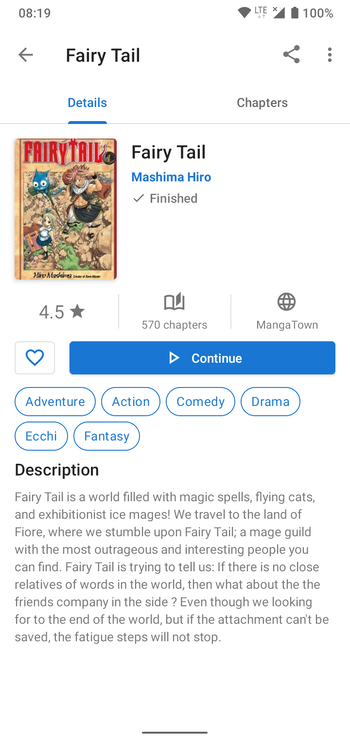 08:19
LTE
100%
Fairy Tail
Details
Chapters
FAIRY TAIL
Hiro Mashima
Fairy Tail
Mashima Hiro
Finished
4.5
570 chapters
MangaTown
Continue
Adventure
Action
Comedy
Drama
Ecchi
Fantasy
Description
Fairy Tail is a world filled with magic spells, flying cats,
and exhibitionist ice mages! We travel to the land of
Fiore, where we stumble upon Fairy Tail; a mage guild
with the most outrageous and interesting people you
can find. Fairy Tail is trying to tell us: If there is no close
relatives of words in the world, then what about the the
friends company in the side ? Even though we looking
for to the end of the world, but if the attachment can't be
saved, the fatigue steps will not stop.